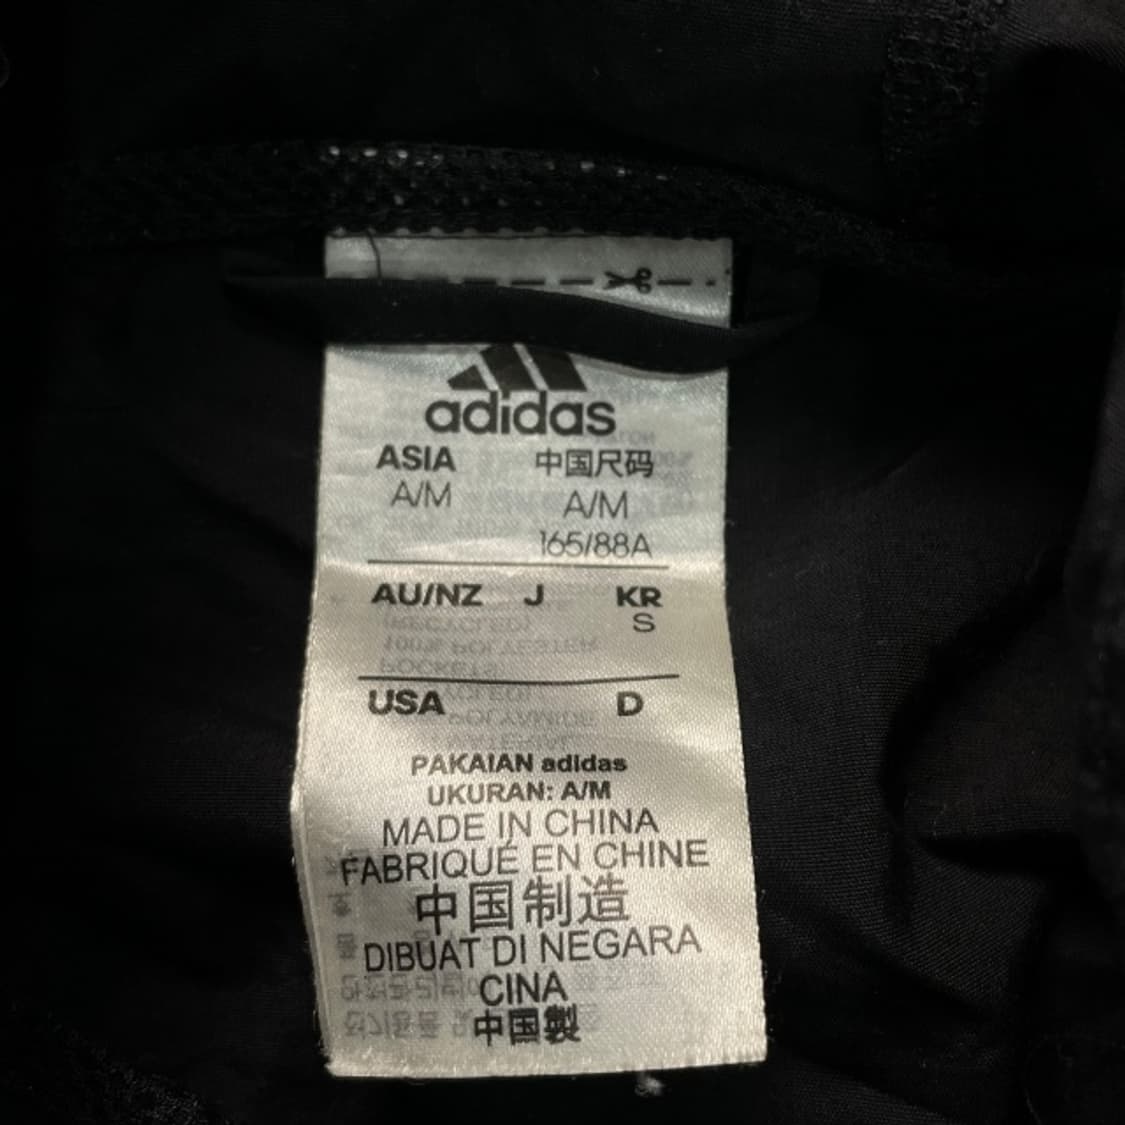 adidas
ASIA 中国尺码
A/M A/M
165/88A
AU/NZ J KR
S
USA D
PAKAIAN adidas
UKURAN: A/M
MADE IN CHINA
FABRIQUÉ EN CHINE
中国制造
DIBUAT DI NEGARA
CINA
中国製